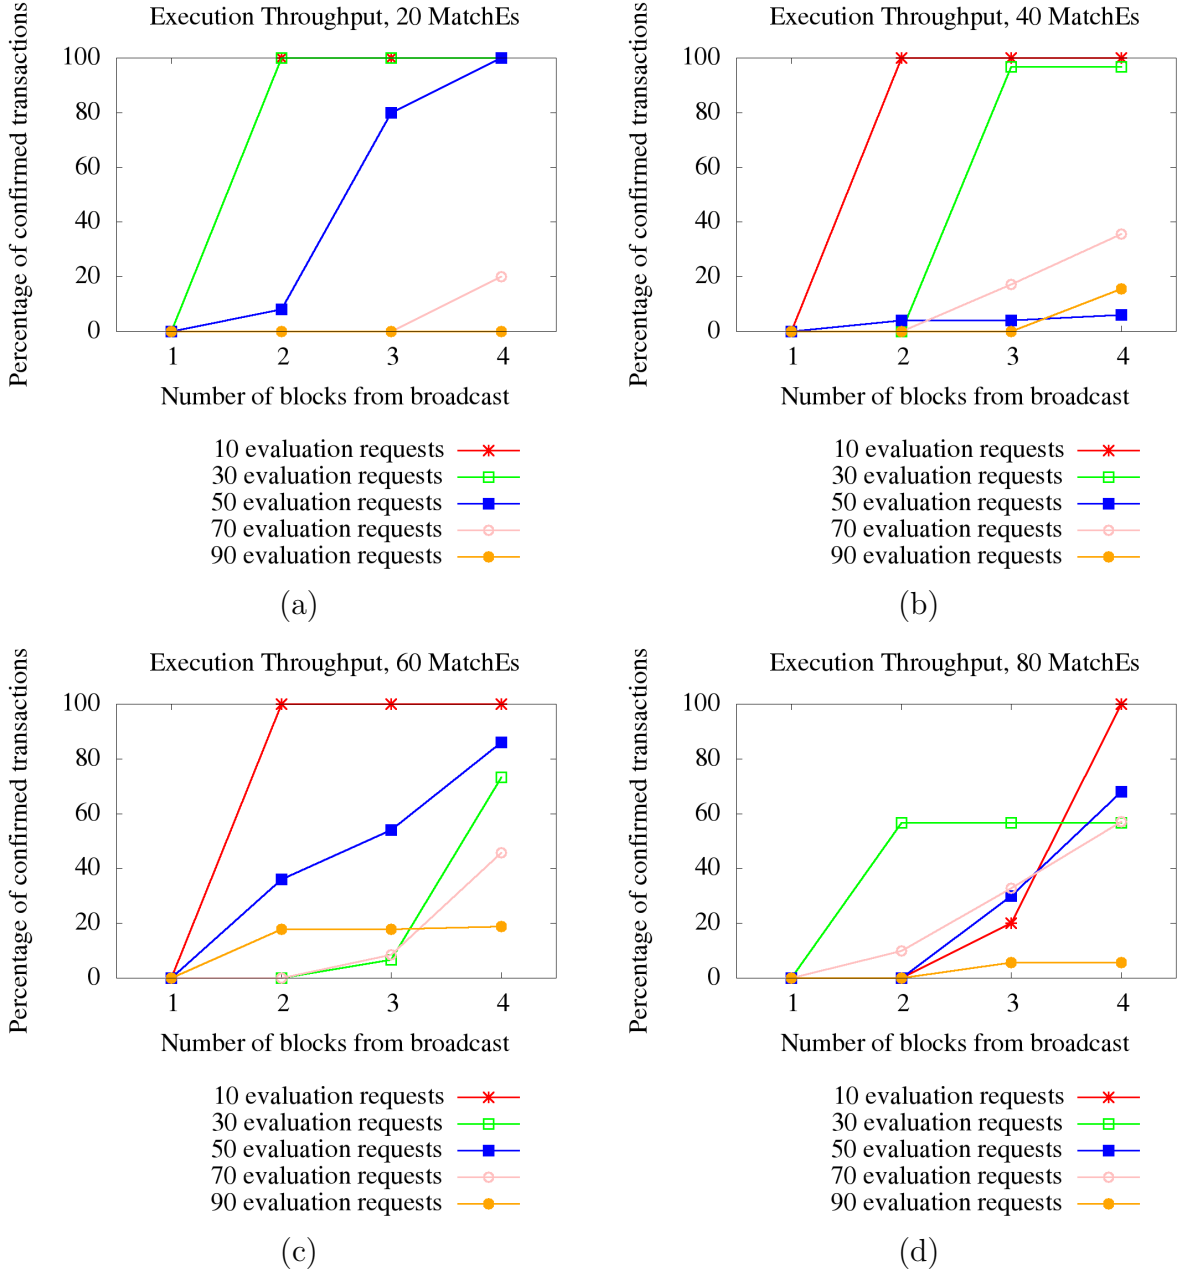 Execution Throughput, 20 MatchEs
Percentage of confirmed transactions
100
80
60
40
20
0
1 2 3 4
Number of blocks from broadcast
10 evaluation requests
30 evaluation requests
50 evaluation requests
70 evaluation requests
90 evaluation requests
(a)
Execution Throughput, 40 MatchEs
Percentage of confirmed transactions
100
80
60
40
20
0
1 2 3 4
Number of blocks from broadcast
10 evaluation requests
30 evaluation requests
50 evaluation requests
70 evaluation requests
90 evaluation requests
(b)
Execution Throughput, 60 MatchEs
Percentage of confirmed transactions
100
80
60
40
20
0
1 2 3 4
Number of blocks from broadcast
10 evaluation requests
30 evaluation requests
50 evaluation requests
70 evaluation requests
90 evaluation requests
(c)
Execution Throughput, 80 MatchEs
Percentage of confirmed transactions
100
80
60
40
20
0
1 2 3 4
Number of blocks from broadcast
10 evaluation requests
30 evaluation requests
50 evaluation requests
70 evaluation requests
90 evaluation requests
(d)